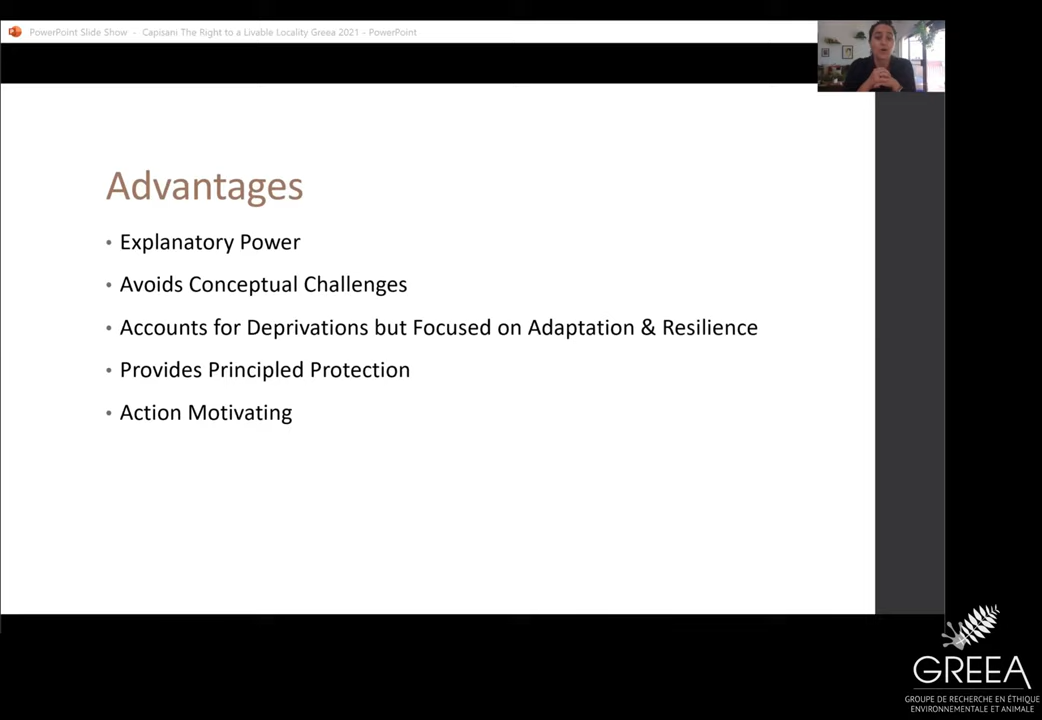 PowerPoint Slide Show - Capisani The Right to a Livable Locality Greea 2021 - PowerPoint
Advantages
• Explanatory Power
• Avoids Conceptual Challenges
• Accounts for Deprivations but Focused on Adaptation & Resilience
• Provides Principled Protection
• Action Motivating
GREEA
GROUPE DE RECHERCHE EN ÉTHIQUE
ENVIRONNEMENTALE ET ANIMALE